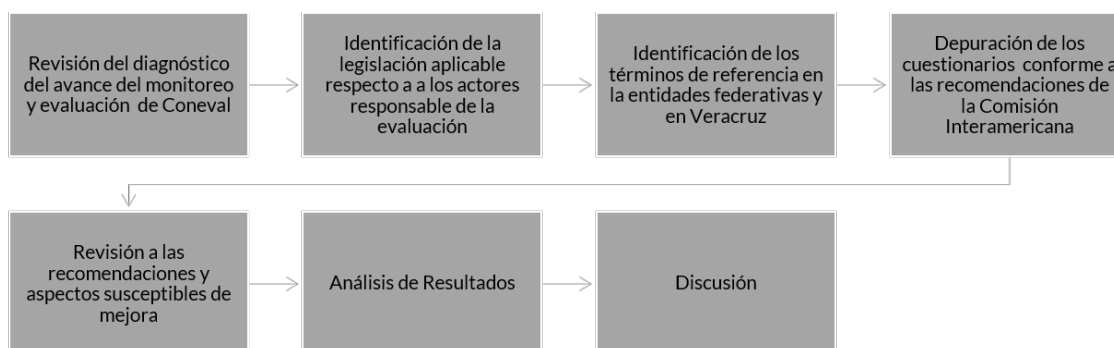 Revisión del diagnóstico
del avance del monitoreo
y evaluación de Coneval
Identificación de la
legislación aplicable
respecto a a los actores
responsable de la
evaluación
Identificación de los
términos de referencia en
la entidades federativas y
en Veracruz
Depuración de los
cuestionarios conforme a
las recomendaciones de
la Comisión
Interamericana
Revisión a las
recomendaciones y
aspectos susceptibles de
mejora
Análisis de Resultados
Discusión